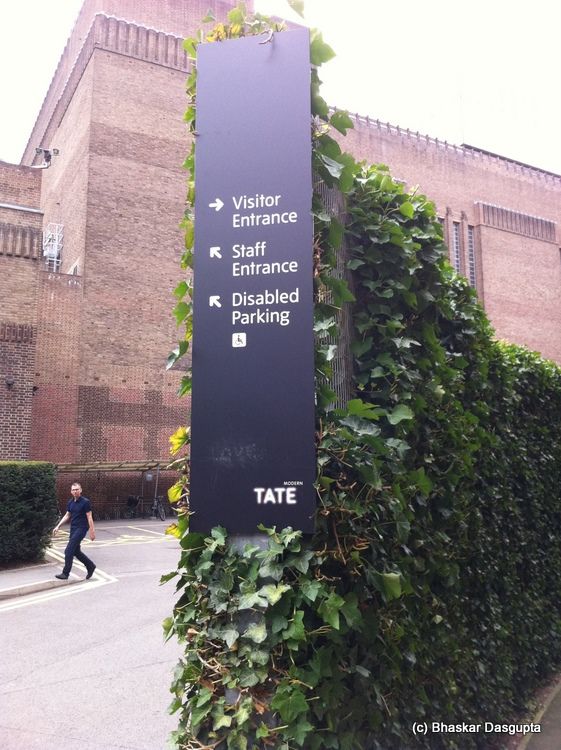 → Visitor
Entrance
↖ Staff
Entrance
↖ Disabled
Parking
MODERN
TATE
(c) Bhaskar Dasgupta